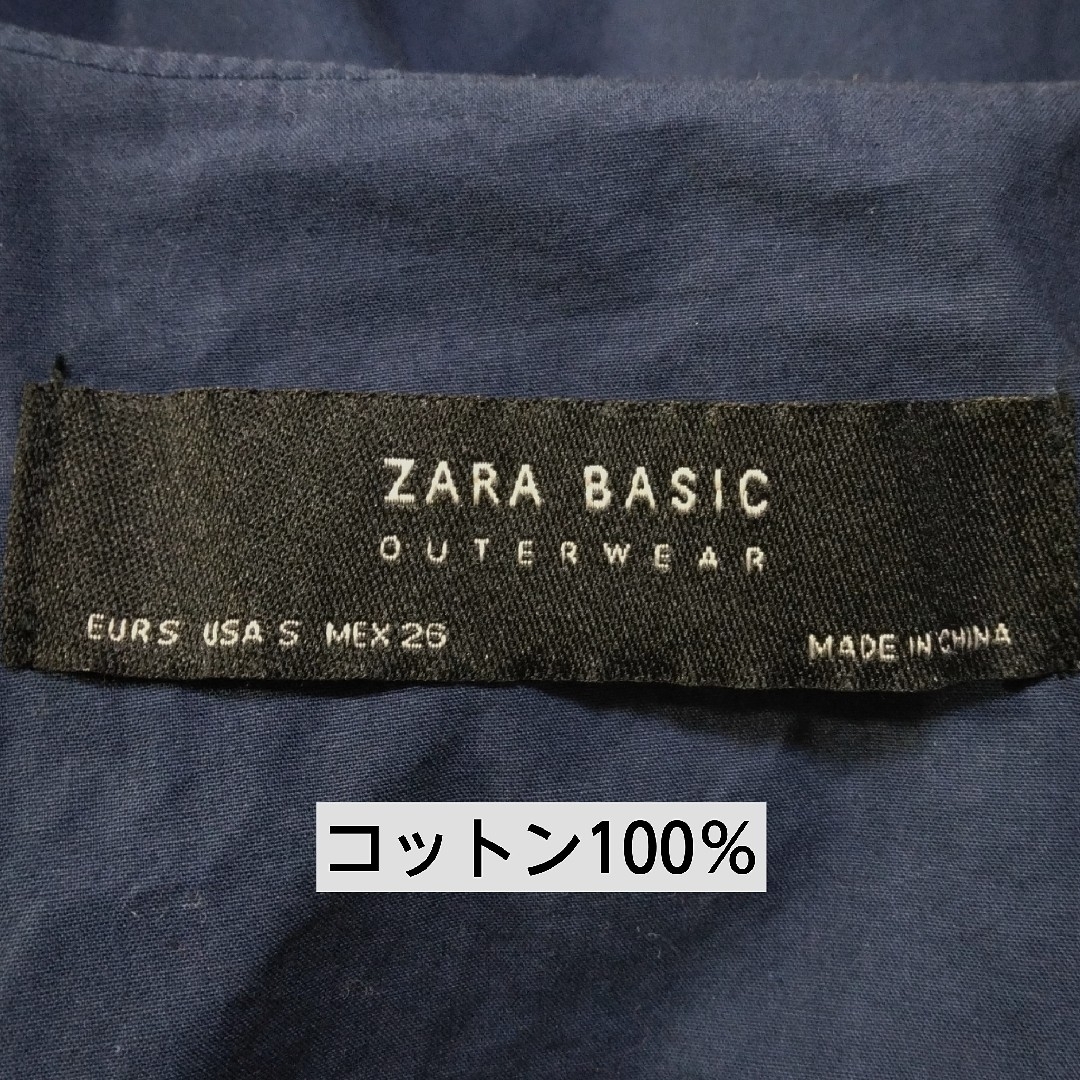 ZARA BASIC
OUTERWEAR
EUR S USA S MEX 26
MADE IN CHINA
コットン100%